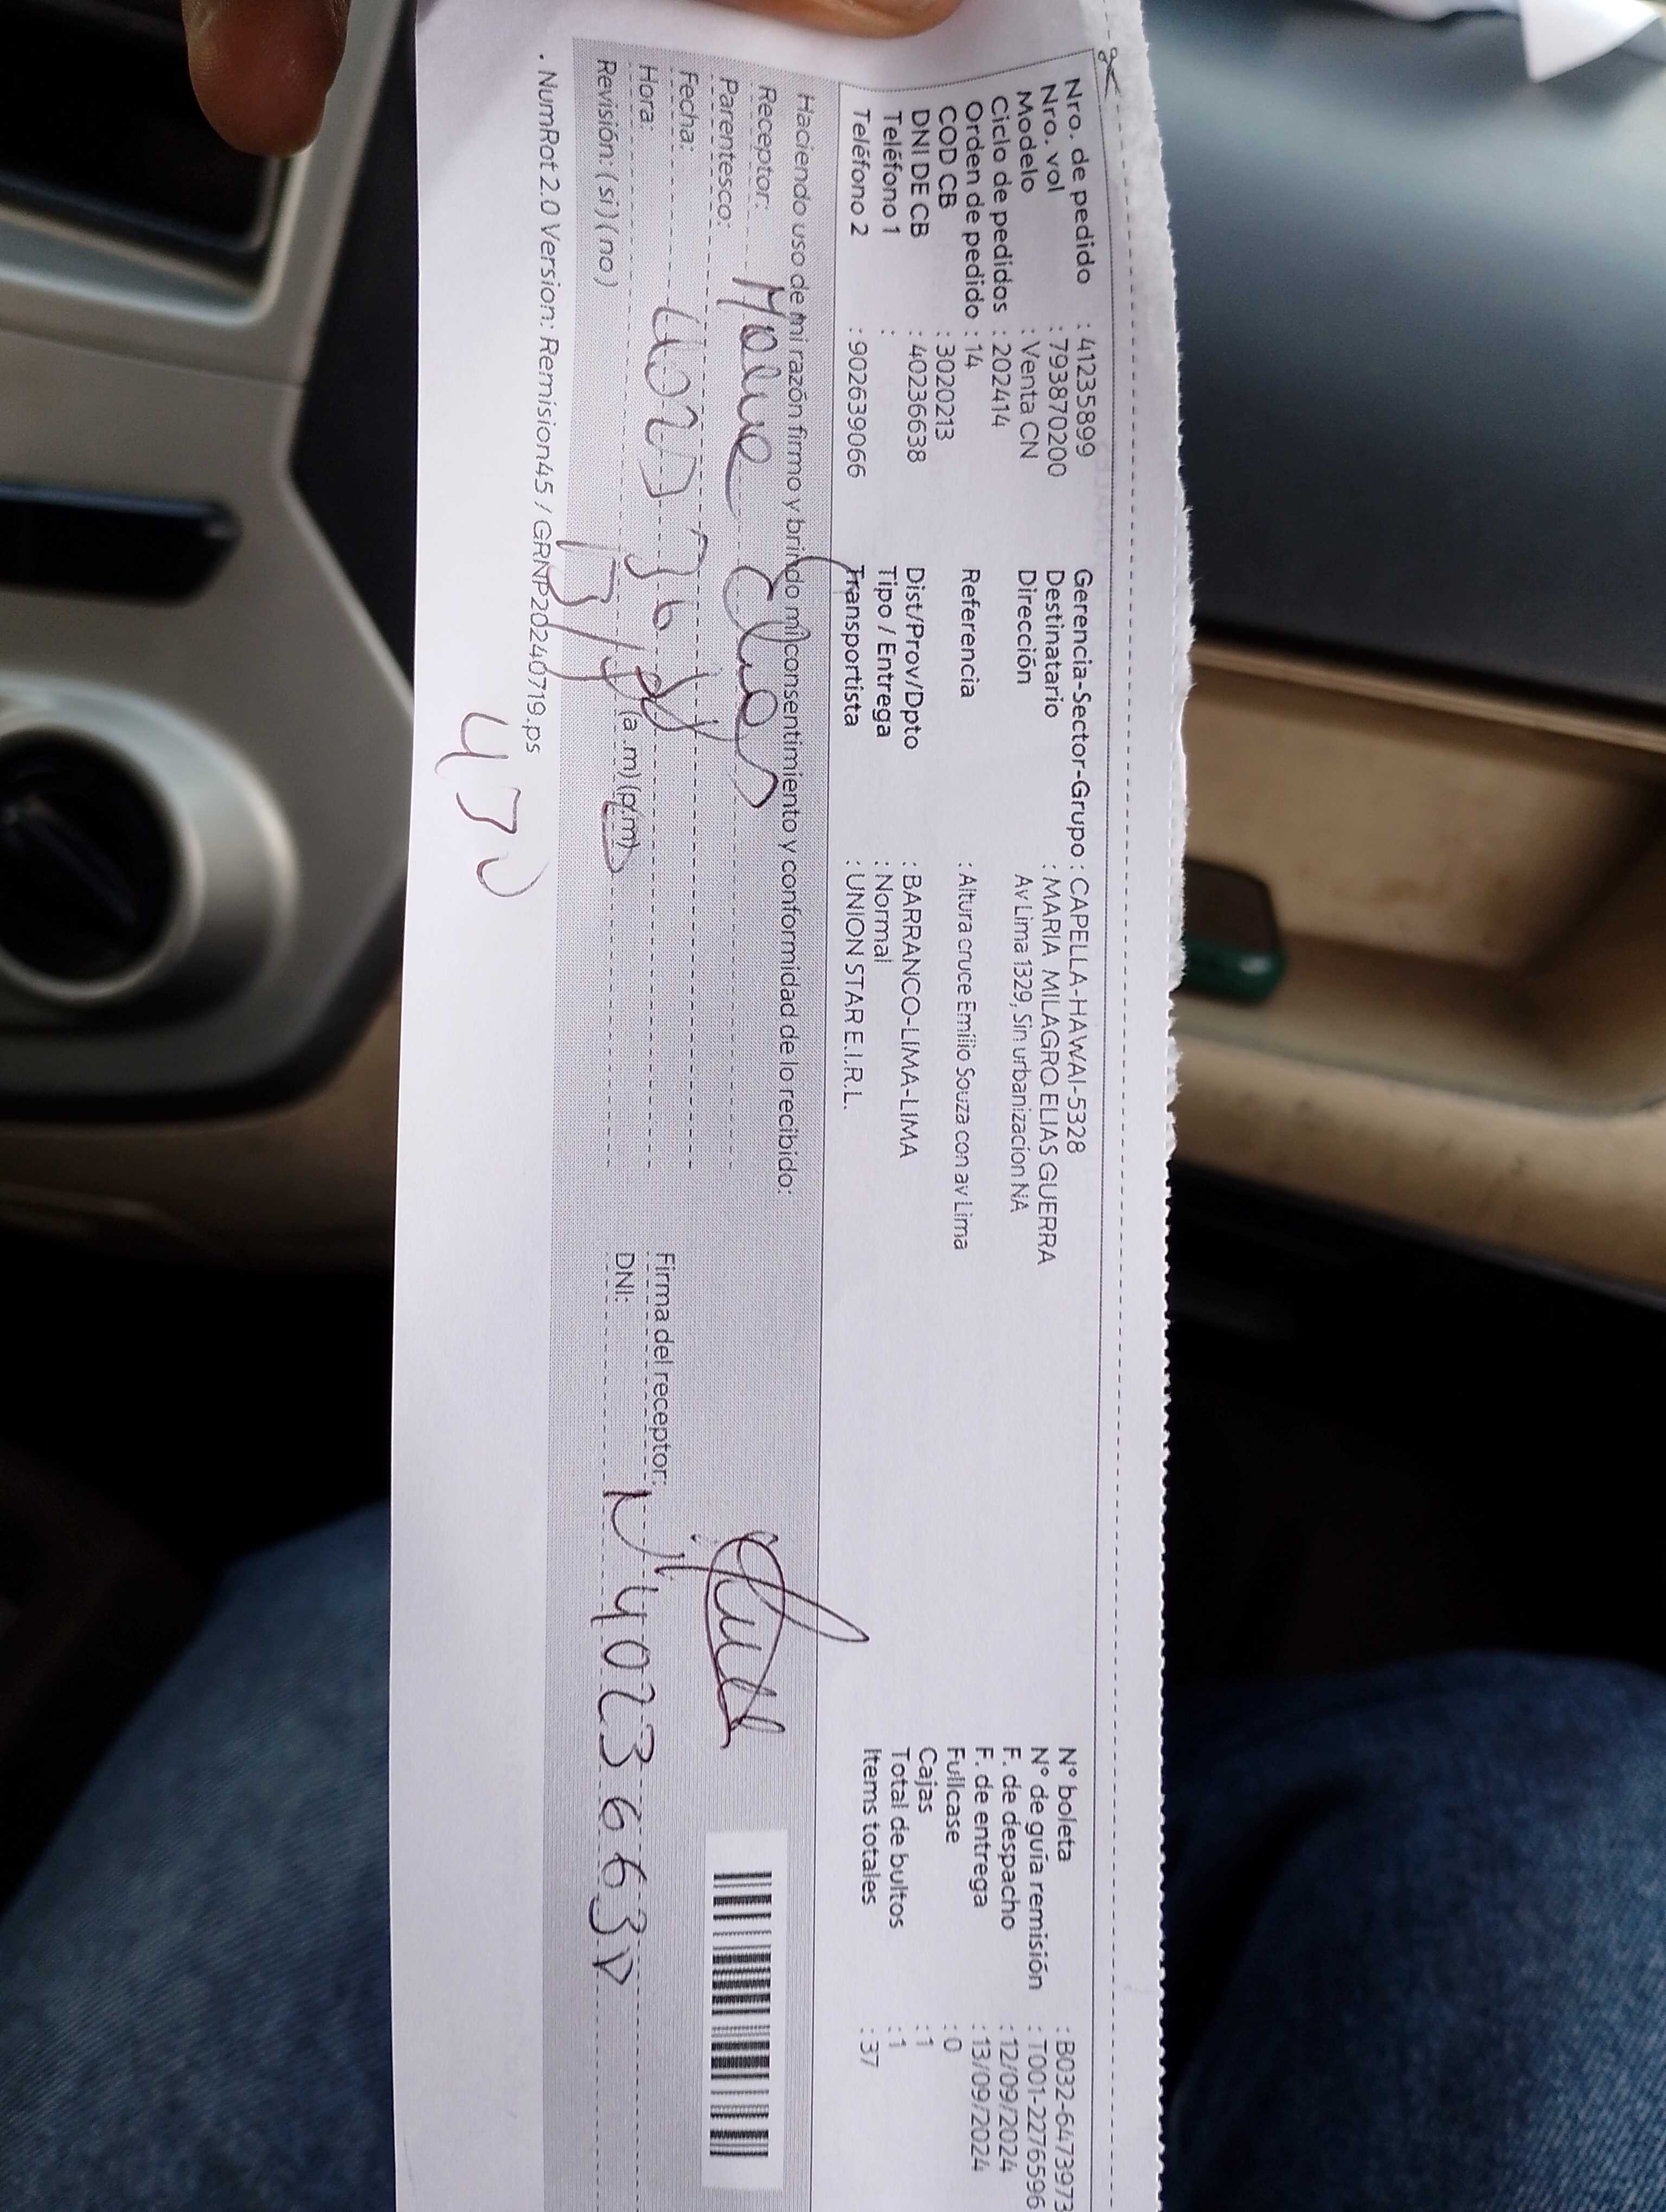 Nro. de pedido : 41235899
Nro. vol : 793870200
Modelo : Venta CN
Ciclo de pedidos : 202414
Orden de pedido : 14
COD CB : 3020213
DNI DE CB : 40236638
Teléfono 1 :
Teléfono 2 : 902639066
Gerencia-Sector-Grupo : CAPELLA-HAWAI-5328
Destinatario : MARIA MILAGRO ELIAS GUERRA
Dirección Av Lima 1329, Sin urbanizacion NA
Referencia : Altura cruce Emilio Souza con av Lima
Dist/Prov/Dpto : BARRANCO-LIMA-LIMA
Tipo / Entrega : Normal
Transportista : UNION STAR E.I.R.L.
N° boleta : B032-6473973
N° de guía remisión : T001-2276596
F. de despacho : 12/09/2024
F. de entrega : 13/09/2024
Fullcase : 0
Cajas : 1
Total de bultos : 1
Items totales : 37
Haciendo uso de mi razón firmo y brindo mi consentimiento y conformidad de lo recibido:
Receptor:
Parentesco:
Fecha:
Hora: (a.m) (p.m)
Revisión: (si) (no)
Firma del receptor:
DNI: 40236638
. NumRot 2.0 Version: Remision45 / GRNP20240719.ps